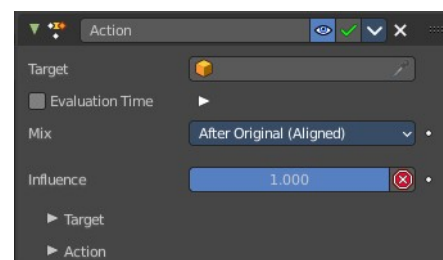 Action
Target
Evaluation Time
Mix After Original (Aligned)
Influence 1.000
Target
Action